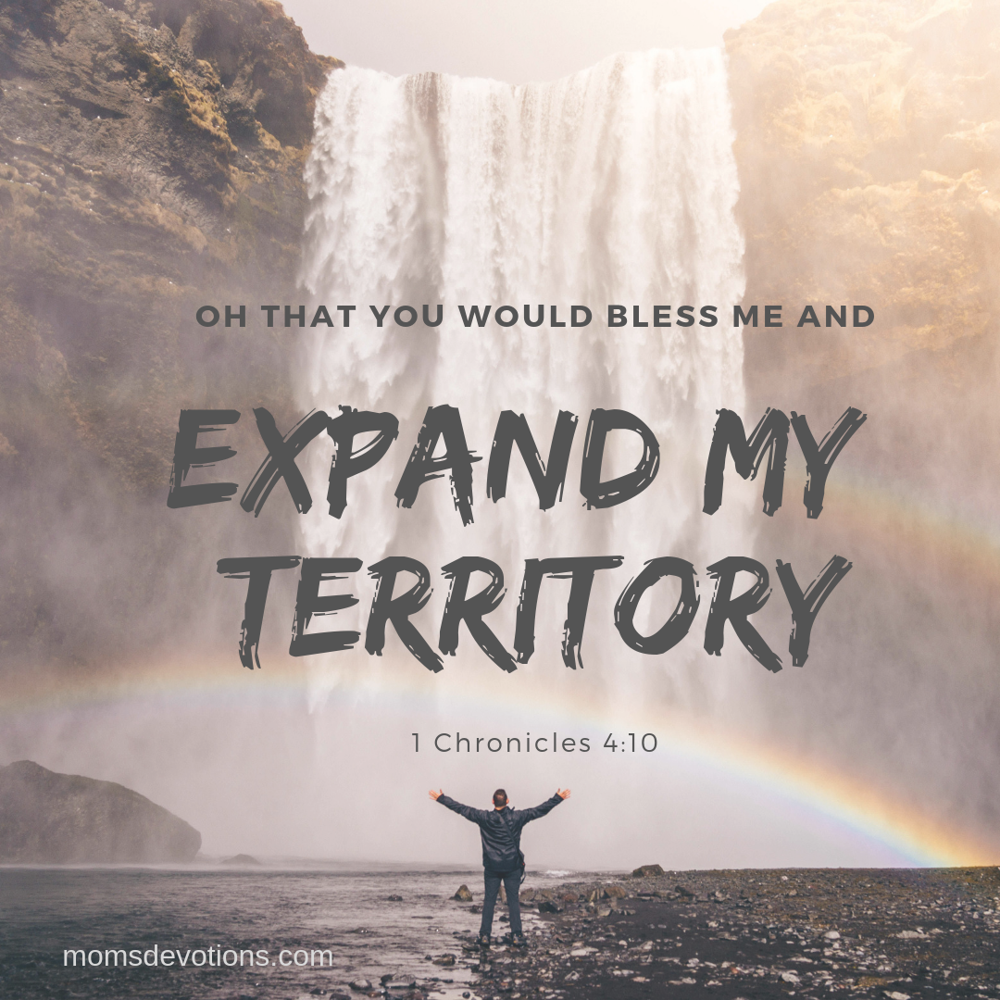 OH THAT YOU WOULD BLESS ME AND
EXPAND MY
TERRITORY
1 Chronicles 4:10
momsdevotions.com